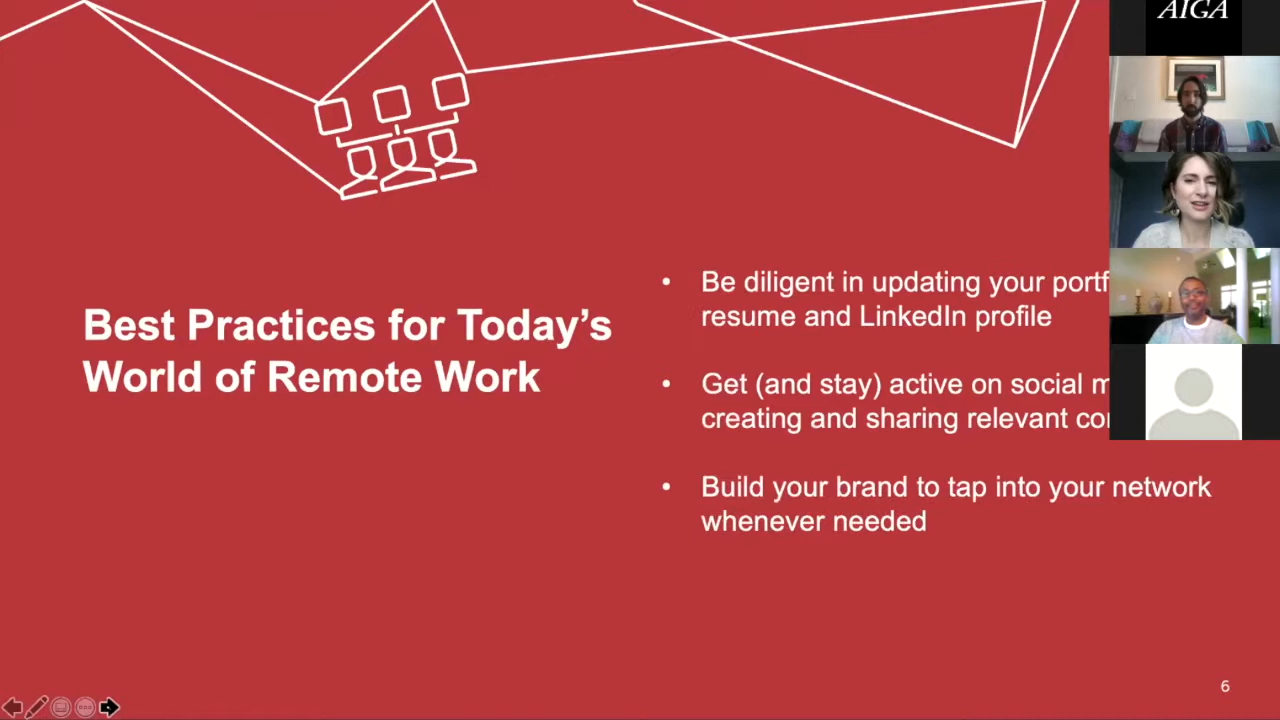 AIGA
Best Practices for Today's
World of Remote Work
• Be diligent in updating your
resume and LinkedIn profile
• Get (and stay) active on social
creating and sharing relevant
• Build your brand to tap into your network
whenever needed
6